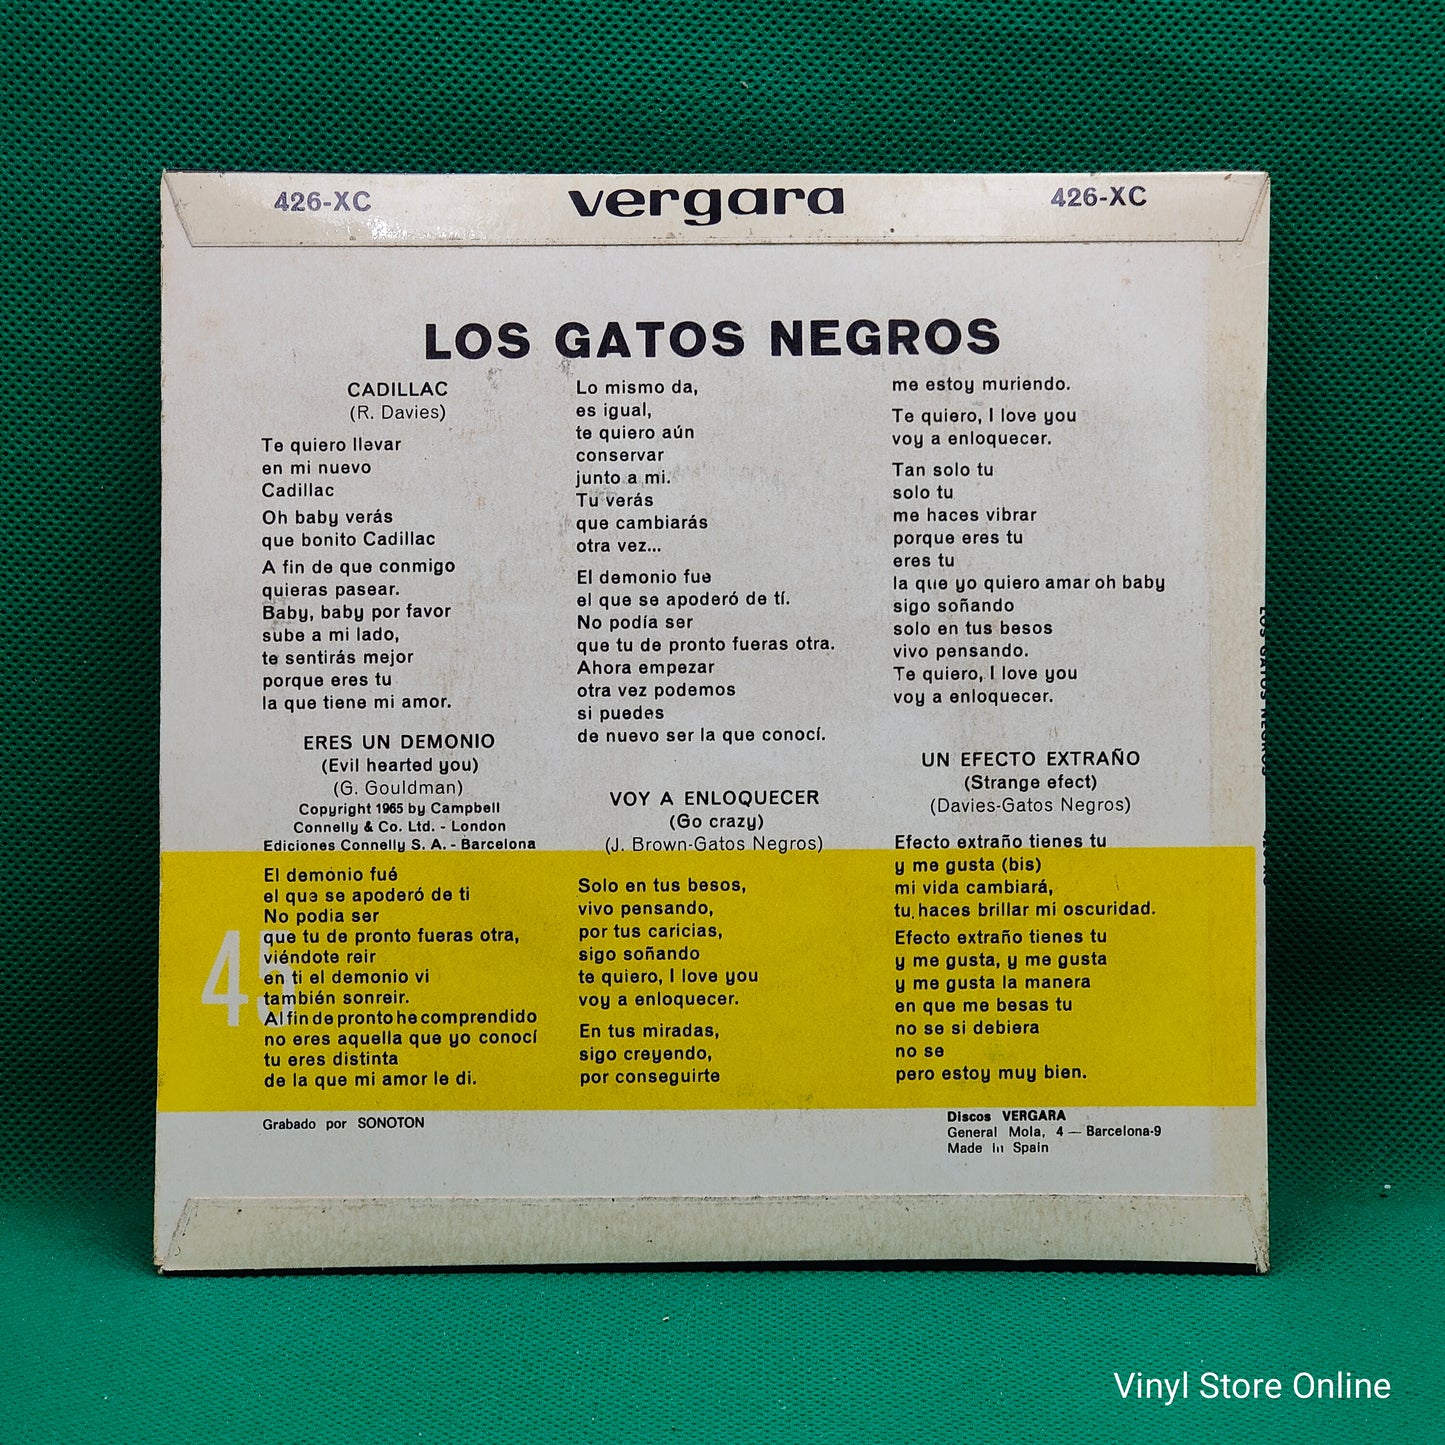 426-XC
vergara
426-XC
LOS GATOS NEGROS
CADILLAC
(R. Davies)
Te quiero llevar
en mi nuevo
Cadillac
Oh baby verás
que bonito Cadillac
A fin de que conmigo
quieras pasear.
Baby, baby por favor
sube a mi lado,
te sentirás mejor
porque eres tu
la que tiene mi amor.
ERES UN DEMONIO
(Evil hearted you)
(G. Gouldman)
Copyright 1965 by Campbell
Connelly & Co. Ltd. - London
Ediciones Connelly S. A. - Barcelona
El demonio fué
el que se apoderó de ti
No podia ser
que tu de pronto fueras otra,
viéndote reir
en ti el demonio vi
también sonreir.
Al fin de pronto he comprendido
no eres aquella que yo conocí
tu eres distinta
de la que mi amor le di.
45
Grabado por SONOTON
Lo mismo da,
es igual,
te quiero aún
conservar
junto a mi.
Tu verás
que cambiarás
otra vez...
El demonio fue
el que se apoderó de tí.
No podía ser
que tu de pronto fueras otra.
Ahora empezar
otra vez podemos
si puedes
de nuevo ser la que conocí.
VOY A ENLOQUECER
(Go crazy)
(J. Brown-Gatos Negros)
Solo en tus besos,
vivo pensando,
por tus caricias,
sigo soñando
te quiero, I love you
voy a enloquecer.
En tus miradas,
sigo creyendo,
por conseguirte
me estoy muriendo.
Te quiero, I love you
voy a enloquecer.
Tan solo tu
solo tu
me haces vibrar
porque eres tu
eres tu
la que yo quiero amar oh baby
sigo soñando
solo en tus besos
vivo pensando.
Te quiero, I love you
voy a enloquecer.
UN EFECTO EXTRAÑO
(Strange efect)
(Davies-Gatos Negros)
Efecto extraño tienes tu
y me gusta (bis)
mi vida cambiará,
tu haces brillar mi oscuridad.
Efecto extraño tienes tu
y me gusta, y me gusta
y me gusta la manera
en que me besas tu
no se si debiera
no se
pero estoy muy bien.
Discos VERGARA
General Mola, 4 — Barcelona-9
Made in Spain
LOS GATOS NEGROS
Vinyl Store Online